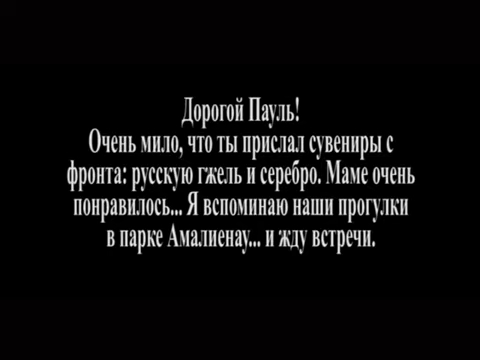 Дорогой Пауль!
Очень мило, что ты прислал сувениры с
фронта: русскую гжель и серебро. Маме очень
понравилось... Я вспоминаю наши прогулки
в парке Амалиенау... и жду встречи.